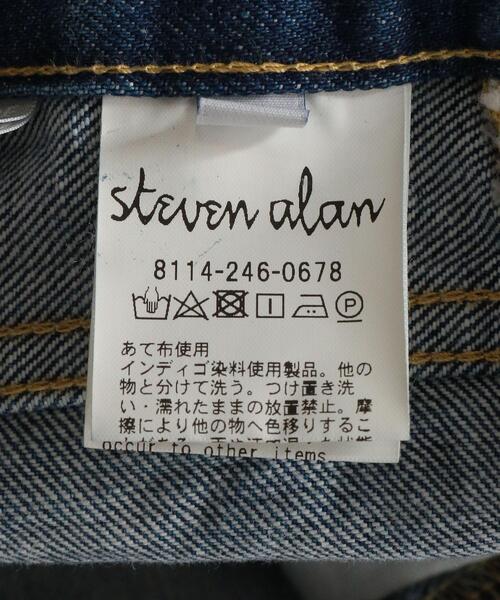 steven alan
8114-246-0678
P
あて布使用
インディゴ染料使用製品。他の
物と分けて洗う。つけ置き洗
い・濡れたままの放置禁止。摩
擦により他の物へ色移りするこ
occur to other items.